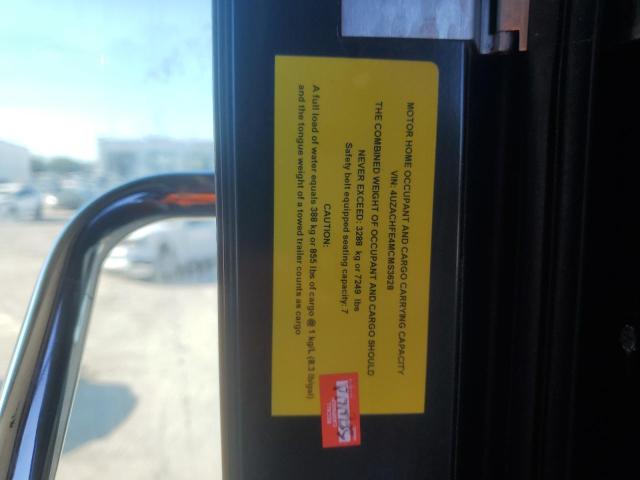 MOTOR HOME OCCUPANT AND CARGO CARRYING CAPACITY
VIN: 4UZACHFE4MCMS3628
THE COMBINED WEIGHT OF OCCUPANT AND CARGO SHOULD
NEVER EXCEED: 3288 kg or 7249 lbs
Safety belt equipped seating capacity: 7
CAUTION:
A full load of water equals 388 kg or 855 lbs of cargo @ 1 kg/L (8.3 lb/gal)
and the tongue weight of a towed trailer counts as cargo